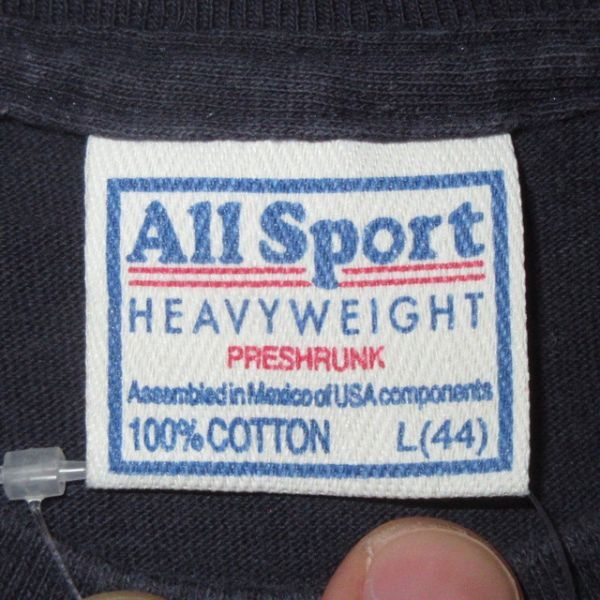 All Sport
HEAVYWEIGHT
PRESHRUNK
Assembled in Mexico of USA components
100% COTTON L(44)